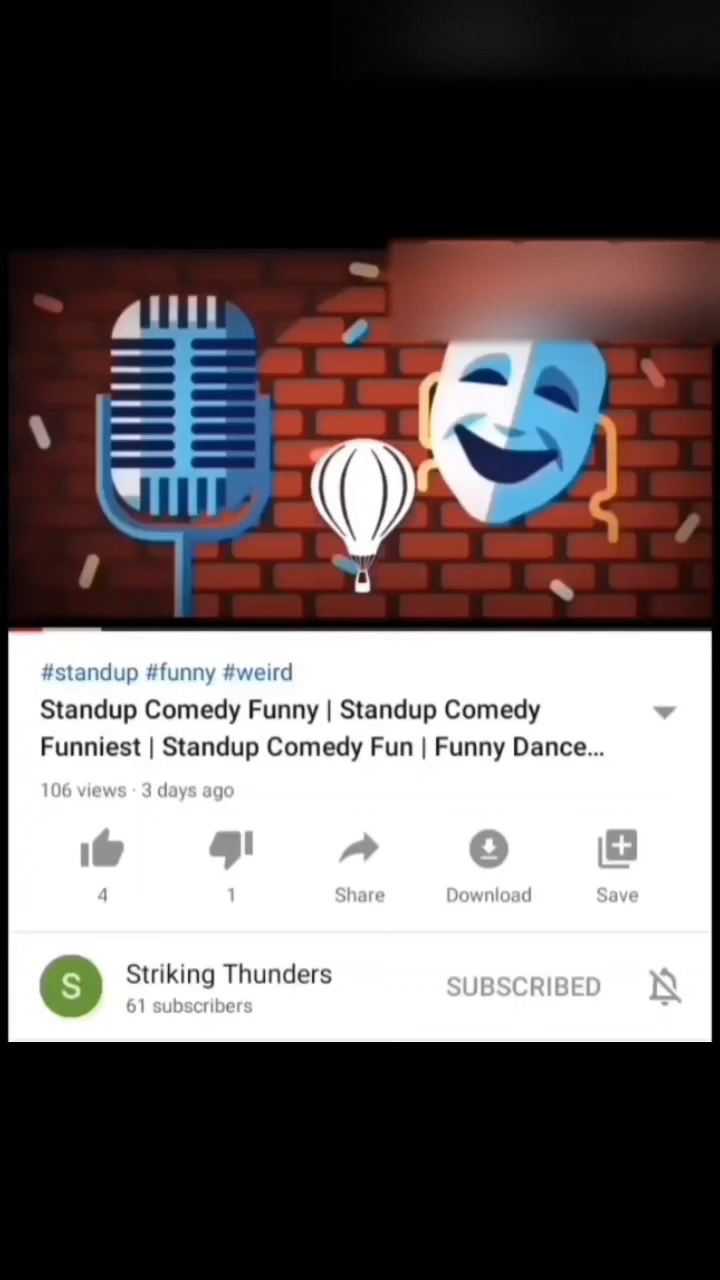 #standup #funny #weird
Standup Comedy Funny | Standup Comedy
Funniest | Standup Comedy Fun | Funny Dance...
106 views · 3 days ago
4
1
Share
Download
Save
S
Striking Thunders
61 subscribers
SUBSCRIBED